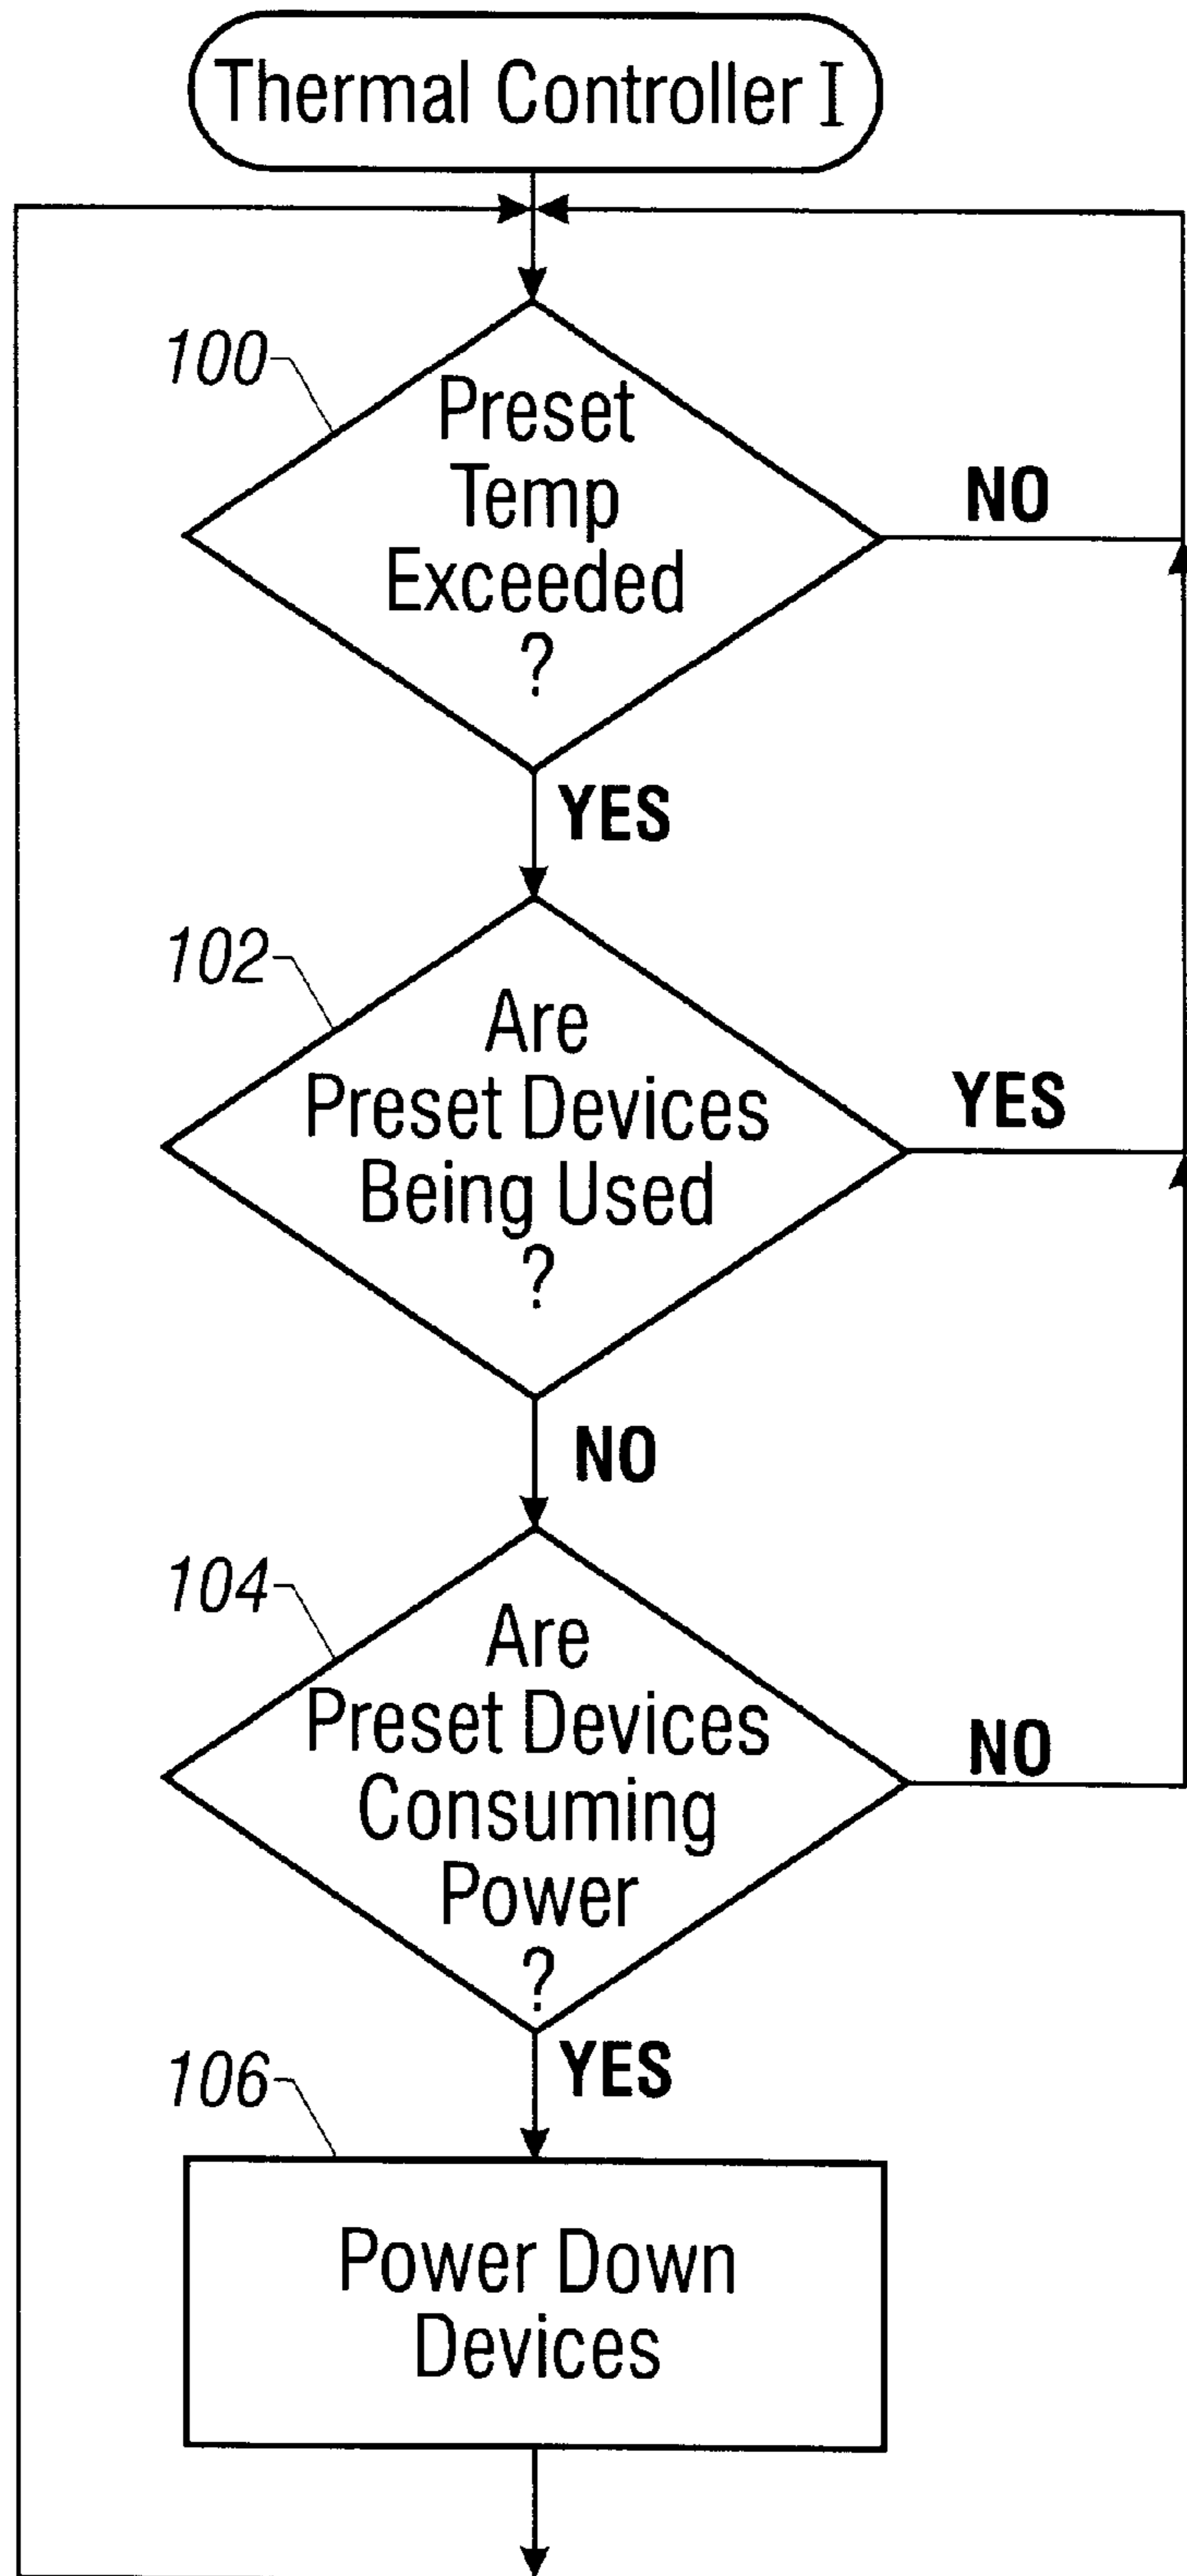 Thermal Controller I
100
Preset
Temp
Exceeded
?
NO
YES
102
Are
Preset Devices
Being Used
?
YES
NO
104
Are
Preset Devices
Consuming
Power
?
NO
YES
106
Power Down
Devices